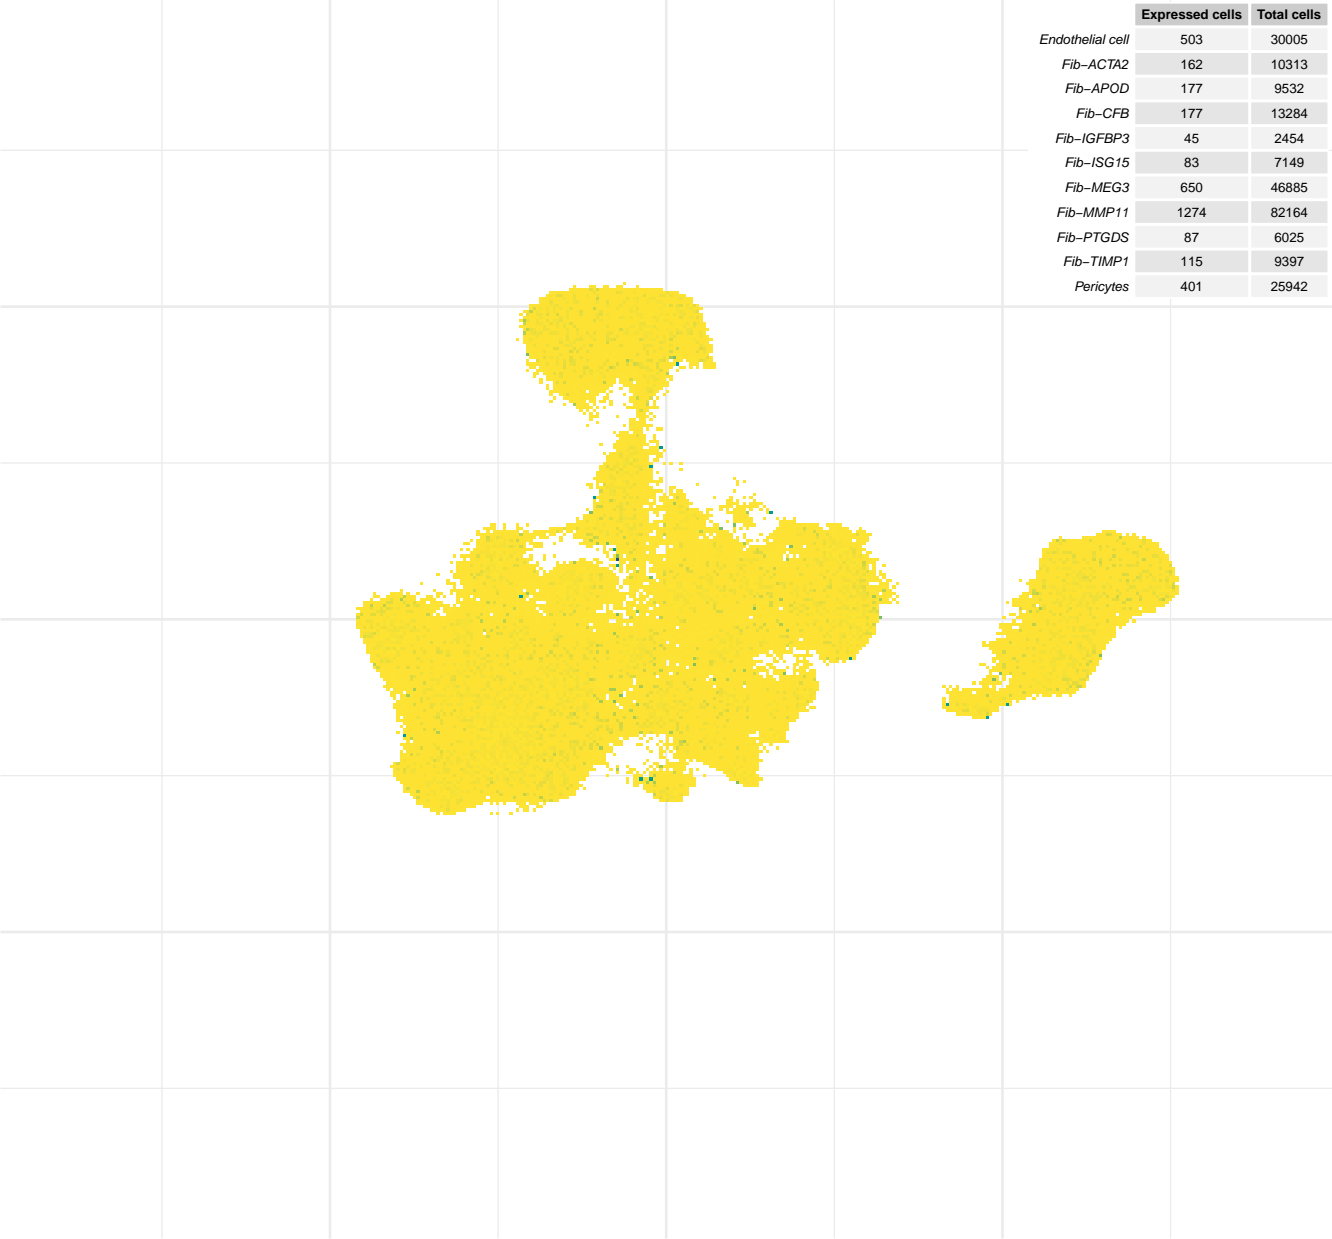 Expressed cells Total cells
Endothelial cell 503 30005
Fib−ACTA2 162 10313
Fib−APOD 177 9532
Fib−CFB 177 13284
Fib−IGFBP3 45 2454
Fib−ISG15 83 7149
Fib−MEG3 650 46885
Fib−MMP11 1274 82164
Fib−PTGDS 87 6025
Fib−TIMP1 115 9397
Pericytes 401 25942